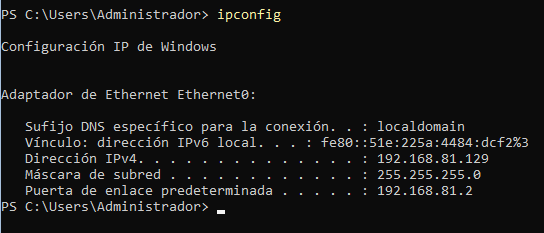 PS C:\Users\Administrador> ipconfig
Configuración IP de Windows
Adaptador de Ethernet Ethernet0:
Sufijo DNS específico para la conexión. . : localdomain
Vínculo: dirección IPv6 local. . . : fe80::51e:225a:4484:dcf2%3
Dirección IPv4. . . . . . . . . . . . . . : 192.168.81.129
Máscara de subred . . . . . . . . . . . . : 255.255.255.0
Puerta de enlace predeterminada . . . . . : 192.168.81.2
PS C:\Users\Administrador>